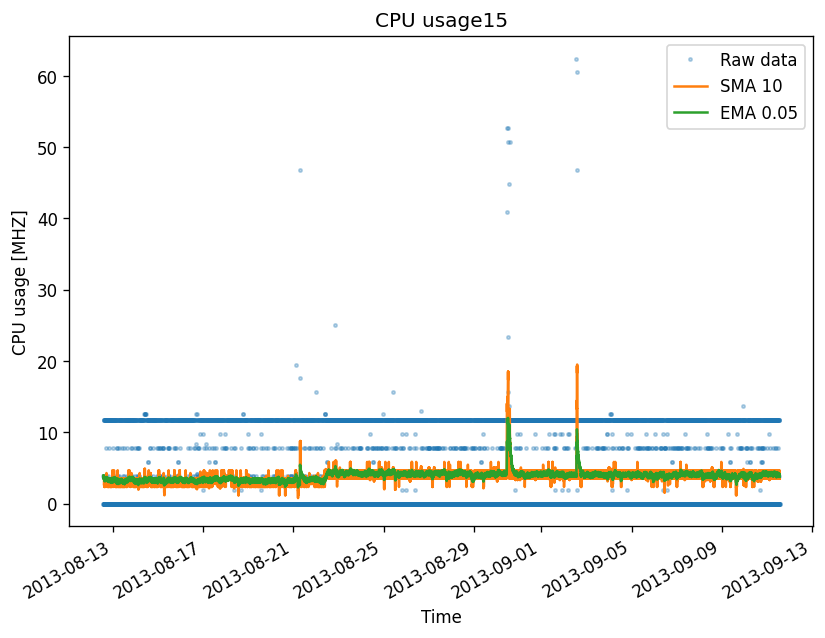 CPU usage15
Raw data
SMA 10
EMA 0.05
CPU usage [MHZ]
60
50
40
30
20
10
0
2013-08-13
2013-08-17
2013-08-21
2013-08-25
2013-08-29
2013-09-01
2013-09-05
2013-09-09
2013-09-13
Time